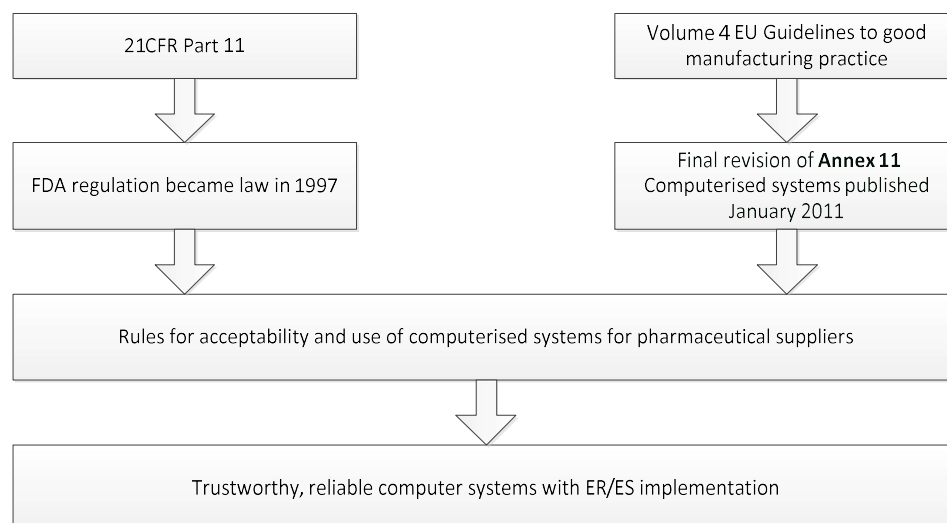 21CFR Part 11
Volume 4 EU Guidelines to good
manufacturing practice
FDA regulation became law in 1997
Final revision of Annex 11
Computerised systems published
January 2011
Rules for acceptability and use of computerised systems for pharmaceutical suppliers
Trustworthy, reliable computer systems with ER/ES implementation